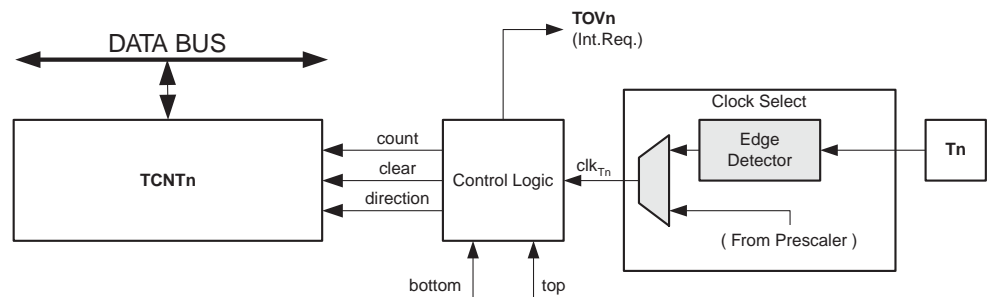 TOVn
(Int.Req.)
DATA BUS
Clock Select
count
Edge
Detector
Tn
TCNTn
clear
Control Logic
clkTn
direction
( From Prescaler )
bottom
top